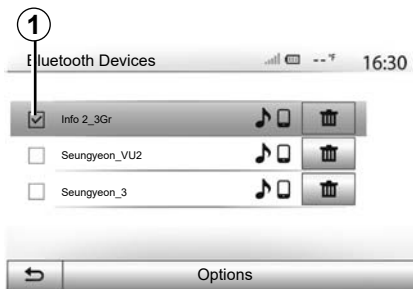 1
Bluetooth Devices -- °F 16:30
Info 2_3Gr
Seungyeon_VU2
Seungyeon_3
Options